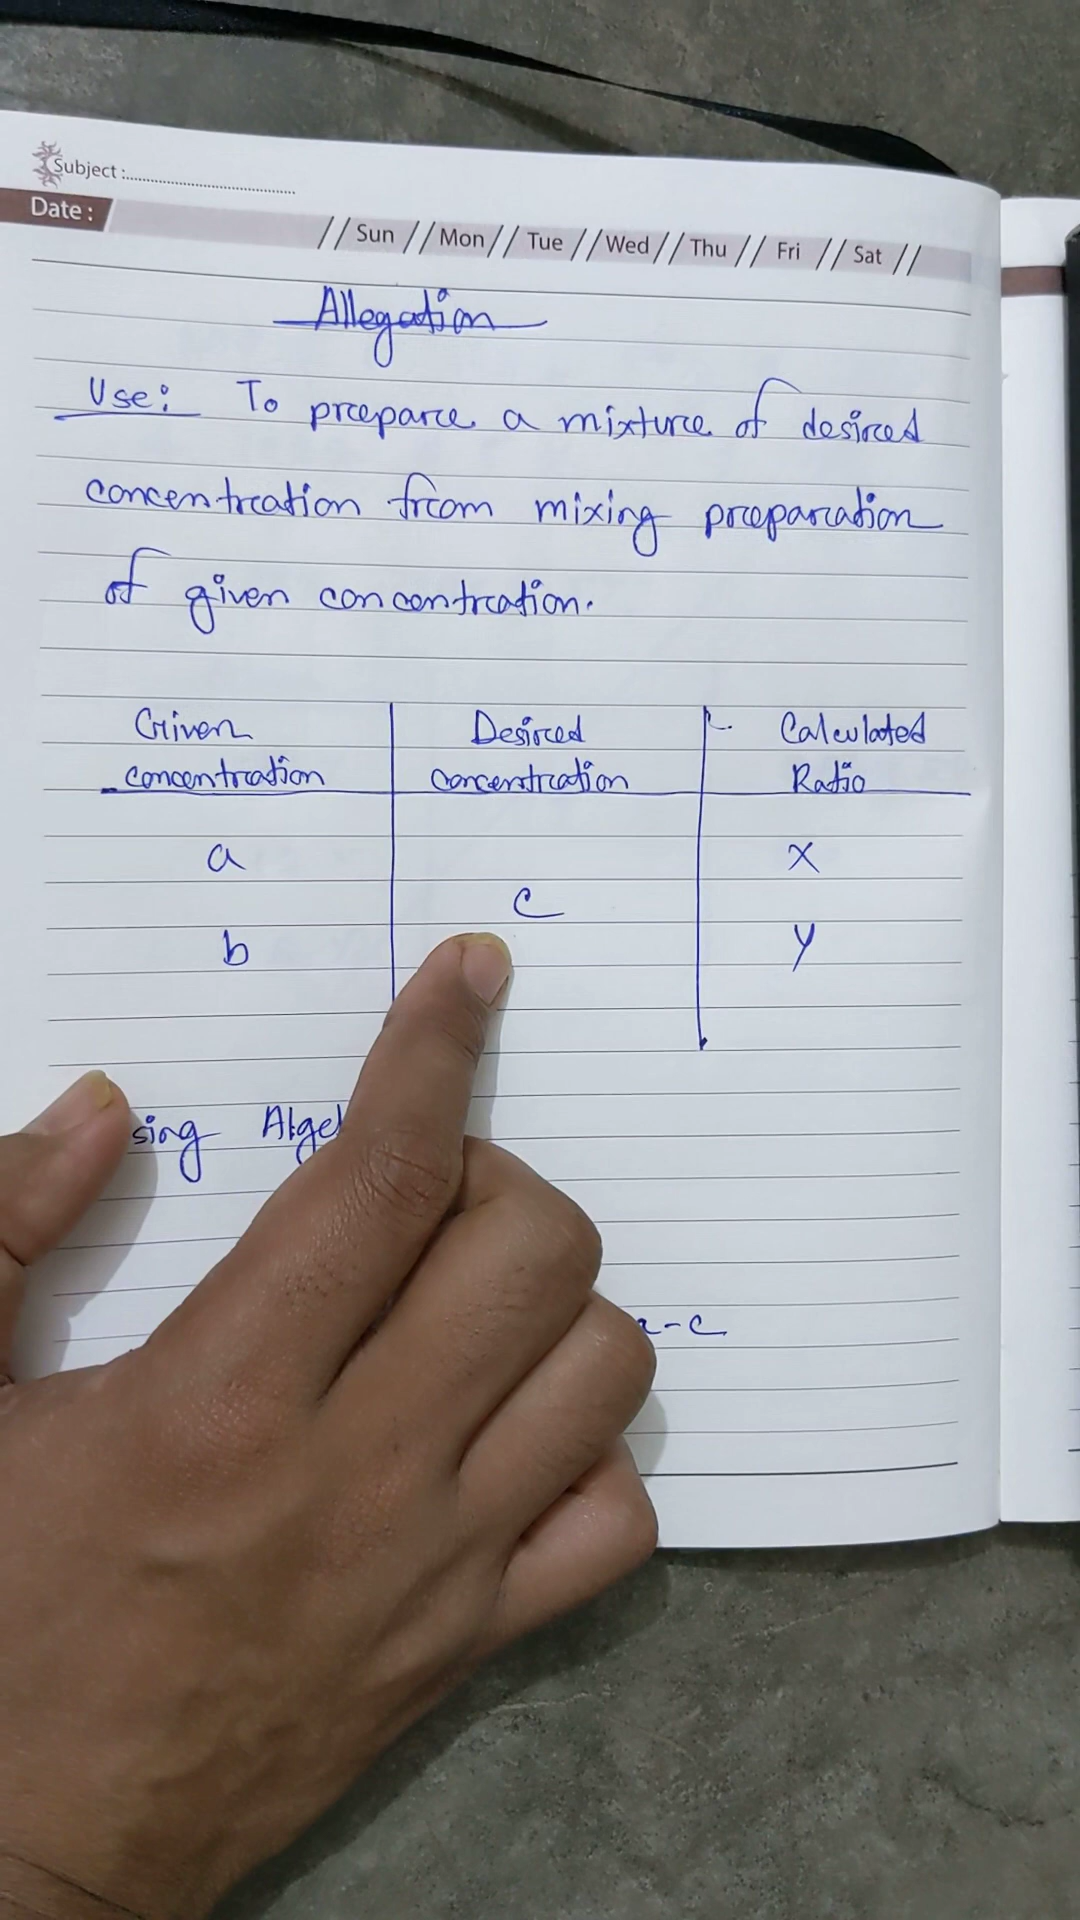 Subject :
Date :
// Sun // Mon // Tue // Wed // Thu // Fri // Sat //
Allegation
Use: To prepare a mixture of desired
concentration from mixing preparation
of given concentration.
Given Desired Calculated
concentration concentration Ratio
a x
c
b y
sing Alge
a-c